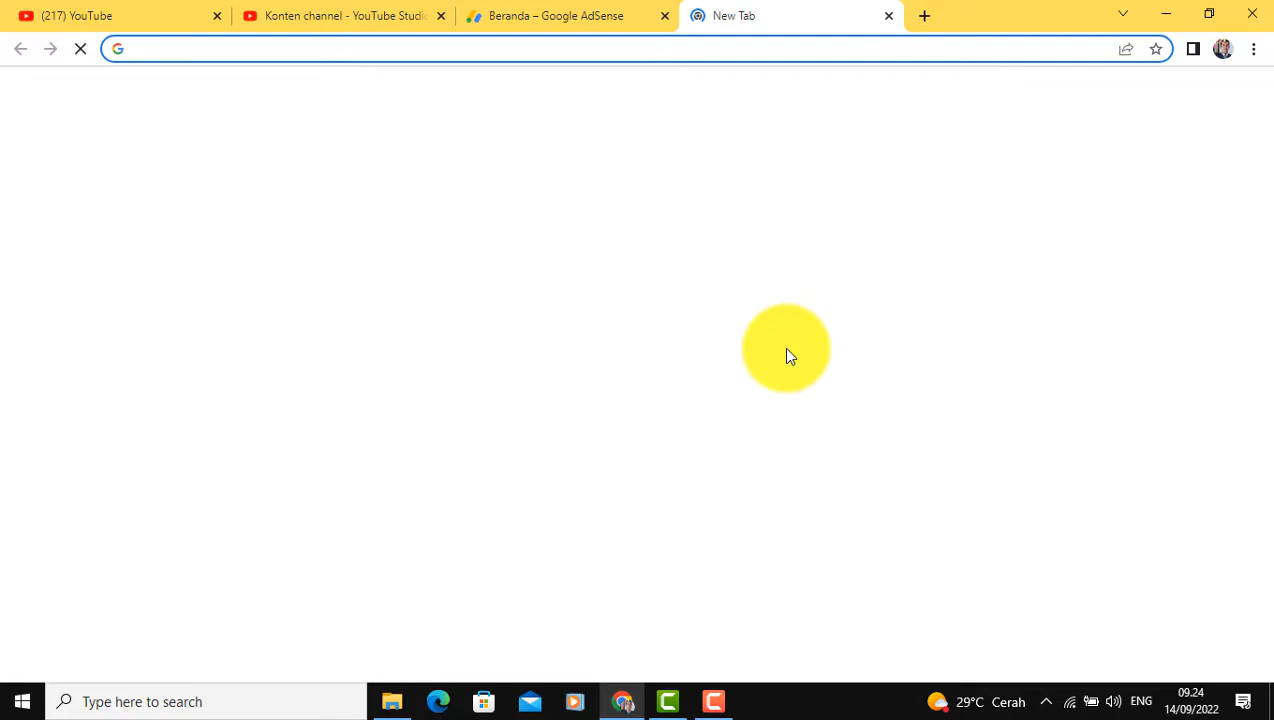 (217) YouTube
Konten channel - YouTube Studio
Beranda – Google AdSense
New Tab
Type here to search
29°C Cerah
ENG
09.24
14/09/2022